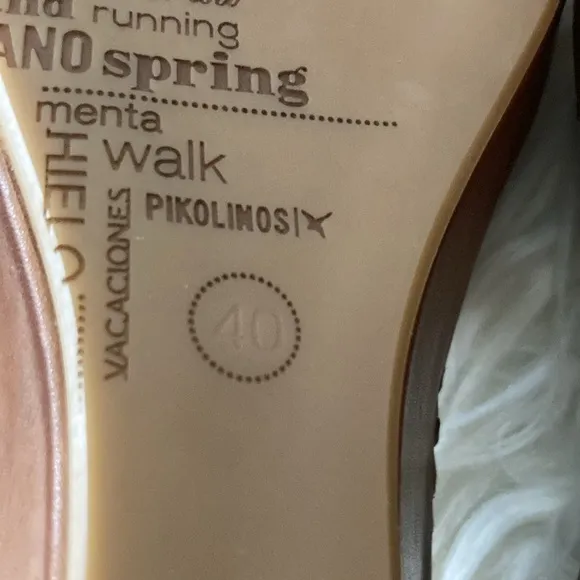 running
ANO spring
menta
HIELO
walk
VACACIONES
PIKOLINOS
40